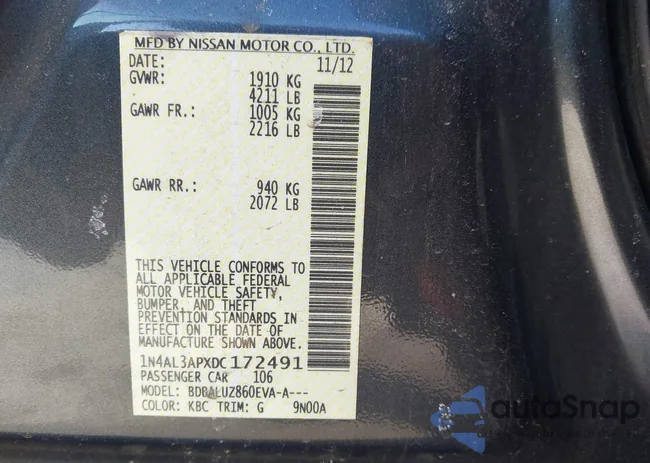 MFD BY NISSAN MOTOR CO., LTD.
DATE: 11/12
GVWR: 1910 KG
4211 LB
GAWR FR.: 1005 KG
2216 LB
GAWR RR.: 940 KG
2072 LB
THIS VEHICLE CONFORMS TO
ALL APPLICABLE FEDERAL
MOTOR VEHICLE SAFETY,
BUMPER, AND THEFT
PREVENTION STANDARDS IN
EFFECT ON THE DATE OF
MANUFACTURE SHOWN ABOVE.
1N4AL3APXDC172491
PASSENGER CAR 106
MODEL: BDBALUZ860EVA-A---
COLOR: KBC TRIM: G 9N00A
autoSnap